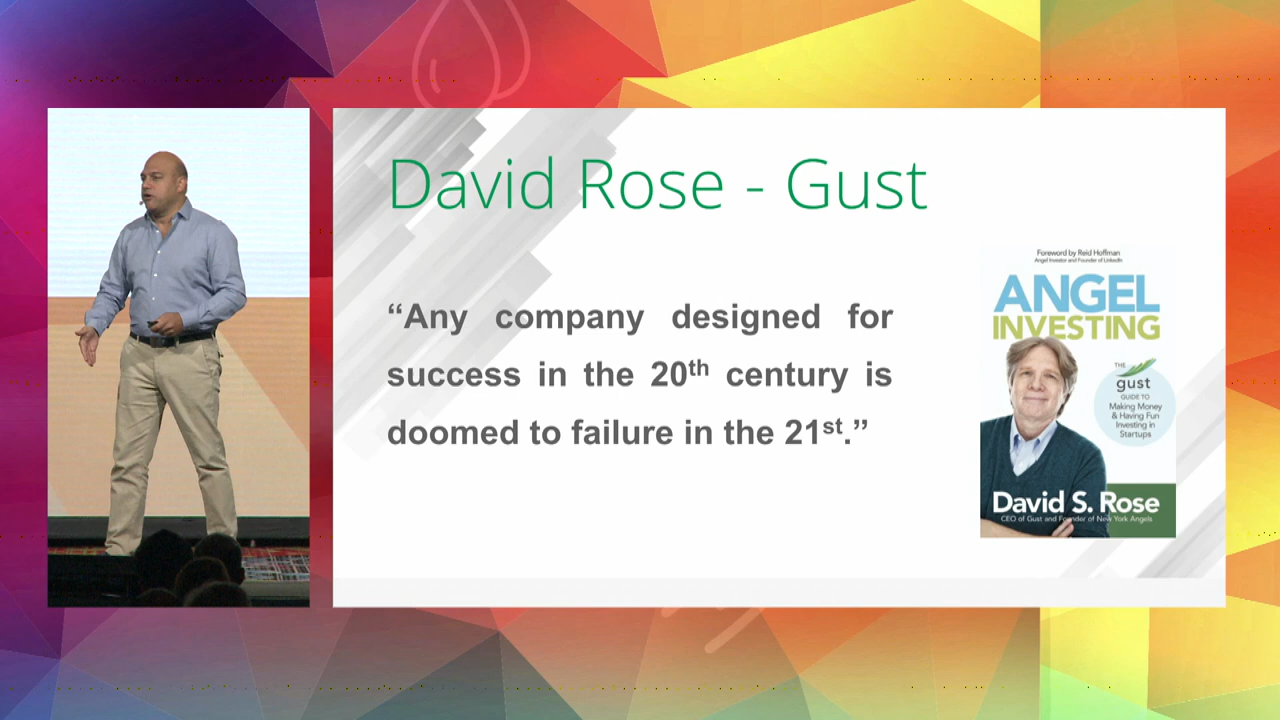 David Rose - Gust
“Any company designed for
success in the 20th century is
doomed to failure in the 21st.”
Foreword by Reid Hoffman
Angel Investor and Founder of LinkedIn
ANGEL
INVESTING
THE
gust
GUIDE TO
Making Money
& Having Fun
Investing in
Startups
David S. Rose
CEO of Gust and Founder of New York Angels